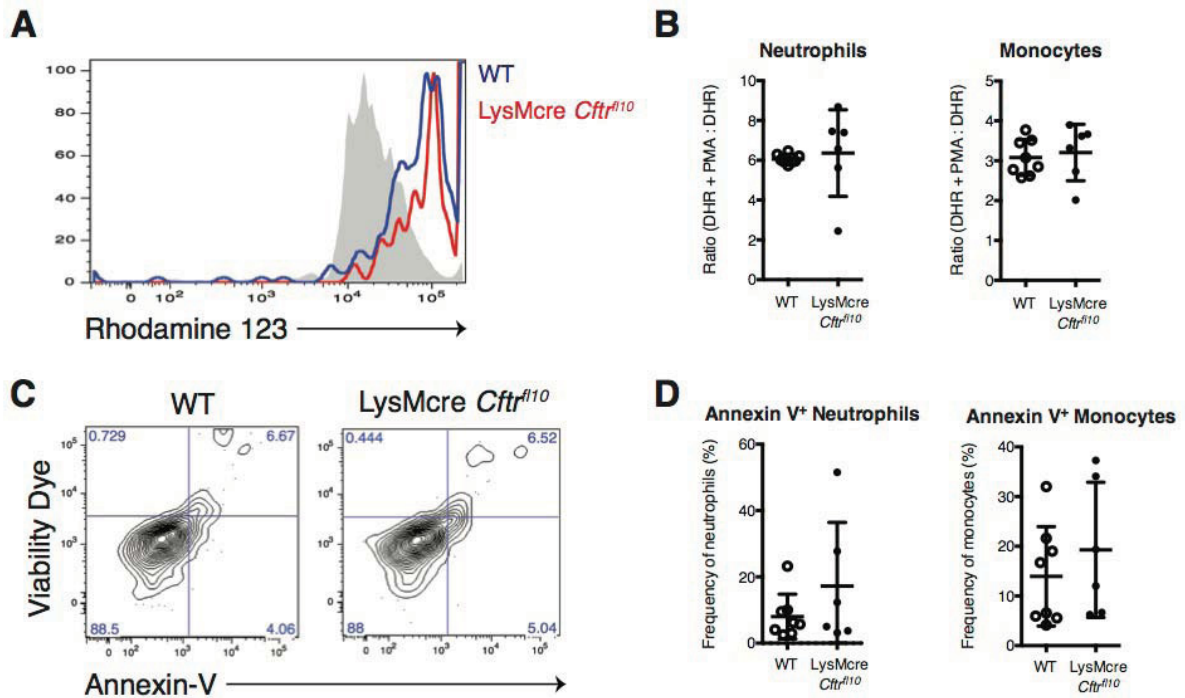 A
100
80
60
40
20
0
0 10² 10³ 10⁴ 10⁵
Rhodamine 123
WT
LysMcre Cftrᶠˡ¹⁰
B
Neutrophils
Ratio (DHR + PMA : DHR)
10
8
6
4
2
0
WT LysMcre
Cftrᶠˡ¹⁰
Monocytes
Ratio (DHR + PMA : DHR)
5
4
3
2
1
0
WT LysMcre
Cftrᶠˡ¹⁰
C
WT
Viability Dye
0.729 6.67
10⁵
10⁴
10³
0
88.5 4.06
0 10² 10³ 10⁴ 10⁵
LysMcre Cftrᶠˡ¹⁰
0.444 6.52
10⁵
10⁴
10³
0
88 5.04
0 10² 10³ 10⁴ 10⁵
Annexin-V
D
Annexin V⁺ Neutrophils
Frequency of neutrophils (%)
60
40
20
0
WT LysMcre
Cftrᶠˡ¹⁰
Annexin V⁺ Monocytes
Frequency of monocytes (%)
40
30
20
10
0
WT LysMcre
Cftrᶠˡ¹⁰